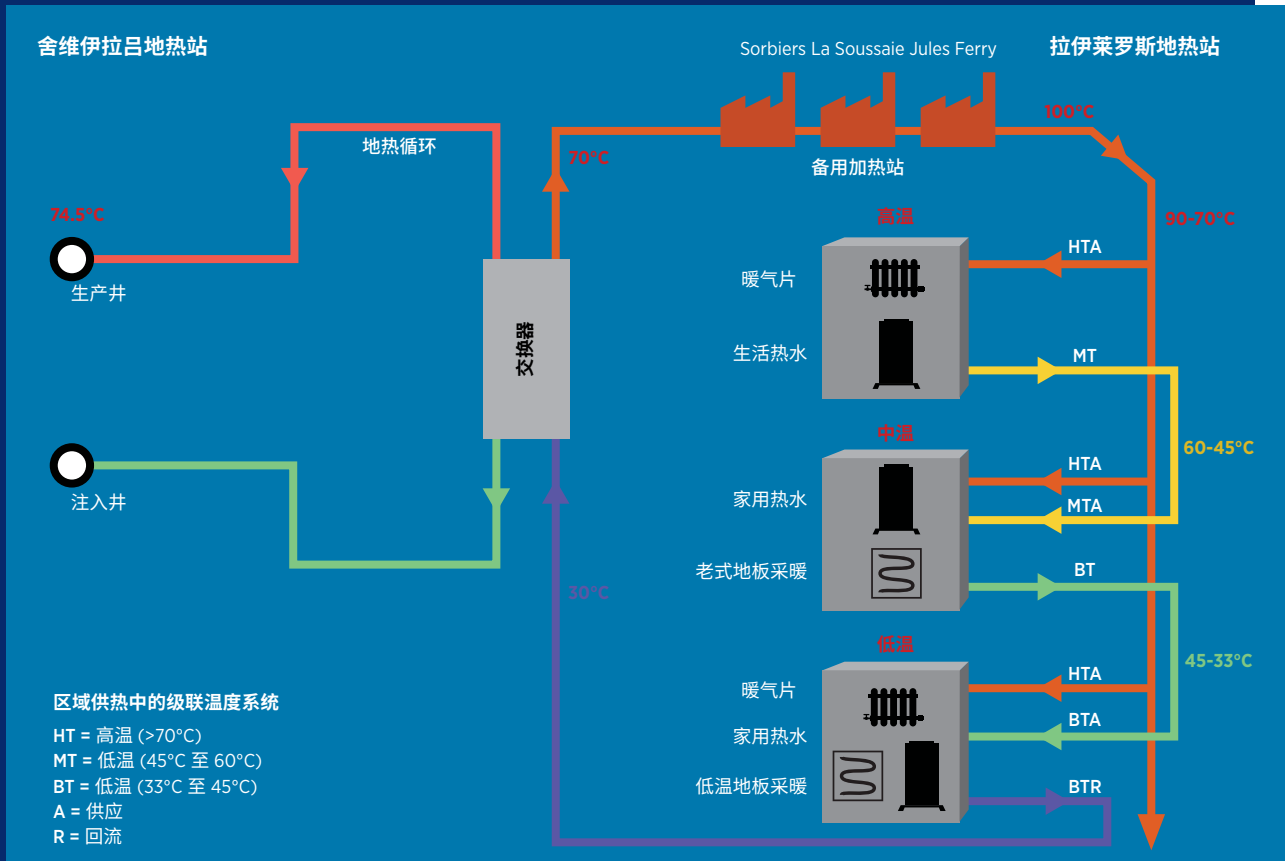 舍维伊拉吕地热站
Sorbiers La Soussaie Jules Ferry
拉伊莱罗斯地热站
100°C
地热循环
70°C
备用加热站
74.5°C
高温
90-70°C
HTA
暖气片
生产井
交换器
生活热水
MT
中温
60-45°C
HTA
家用热水
MTA
注入井
老式地板采暖
BT
30°C
低温
45-33°C
HTA
暖气片
BTA
家用热水
低温地板采暖
BTR
区域供热中的级联温度系统
HT = 高温 (>70°C)
MT = 低温 (45°C 至 60°C)
BT = 低温 (33°C 至 45°C)
A = 供应
R = 回流